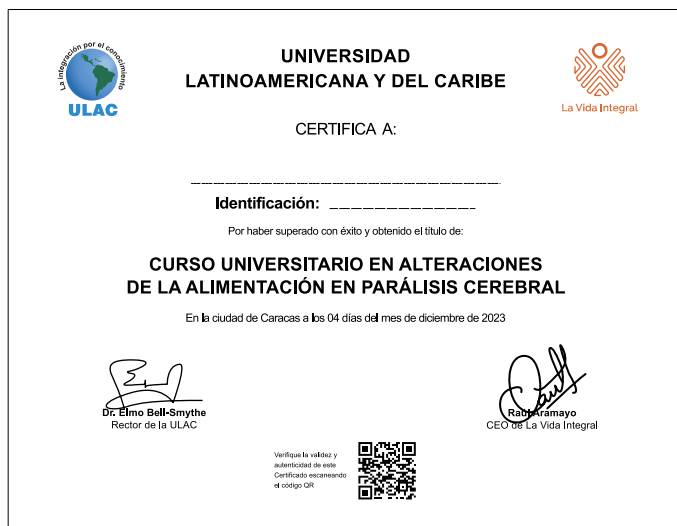 La integración por el conocimiento
ULAC
UNIVERSIDAD
LATINOAMERICANA Y DEL CARIBE
La Vida Integral
CERTIFICA A:
Identificación:
Por haber superado con éxito y obtenido el título de:
CURSO UNIVERSITARIO EN ALTERACIONES
DE LA ALIMENTACIÓN EN PARÁLISIS CEREBRAL
En la ciudad de Caracas a los 04 días del mes de diciembre de 2023
Dr. Elmo Bell-Smythe
Rector de la ULAC
Raúl Aramayo
CEO de La Vida Integral
Verifique la validez y
autenticidad de este
Certificado escaneando
el código QR